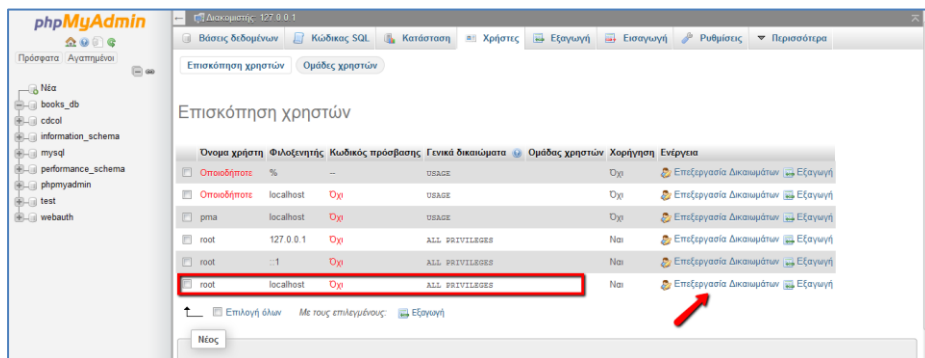 phpMyAdmin
Πρόσφατα Αγαπημένοι
Νέα
books_db
cdcol
information_schema
mysql
performance_schema
phpmyadmin
test
webauth
Διακομιστής: 127.0.0.1
Βάσεις δεδομένων Κώδικας SQL Κατάσταση Χρήστες Εξαγωγή Εισαγωγή Ρυθμίσεις Περισσότερα
Επισκόπηση χρηστών Ομάδες χρηστών
Επισκόπηση χρηστών
Όνομα χρήστη Φιλοξενητής Κωδικός πρόσβασης Γενικά δικαιώματα Ομάδας χρηστών Χορήγηση Ενέργεια
Οποιοδήποτε % -- USAGE Όχι Επεξεργασία Δικαιωμάτων Εξαγωγή
Οποιοδήποτε localhost Όχι USAGE Όχι Επεξεργασία Δικαιωμάτων Εξαγωγή
pma localhost Όχι USAGE Όχι Επεξεργασία Δικαιωμάτων Εξαγωγή
root 127.0.0.1 Όχι ALL PRIVILEGES Ναι Επεξεργασία Δικαιωμάτων Εξαγωγή
root ::1 Όχι ALL PRIVILEGES Ναι Επεξεργασία Δικαιωμάτων Εξαγωγή
root localhost Όχι ALL PRIVILEGES Ναι Επεξεργασία Δικαιωμάτων Εξαγωγή
Επιλογή όλων Με τους επιλεγμένους: Εξαγωγή
Νέος